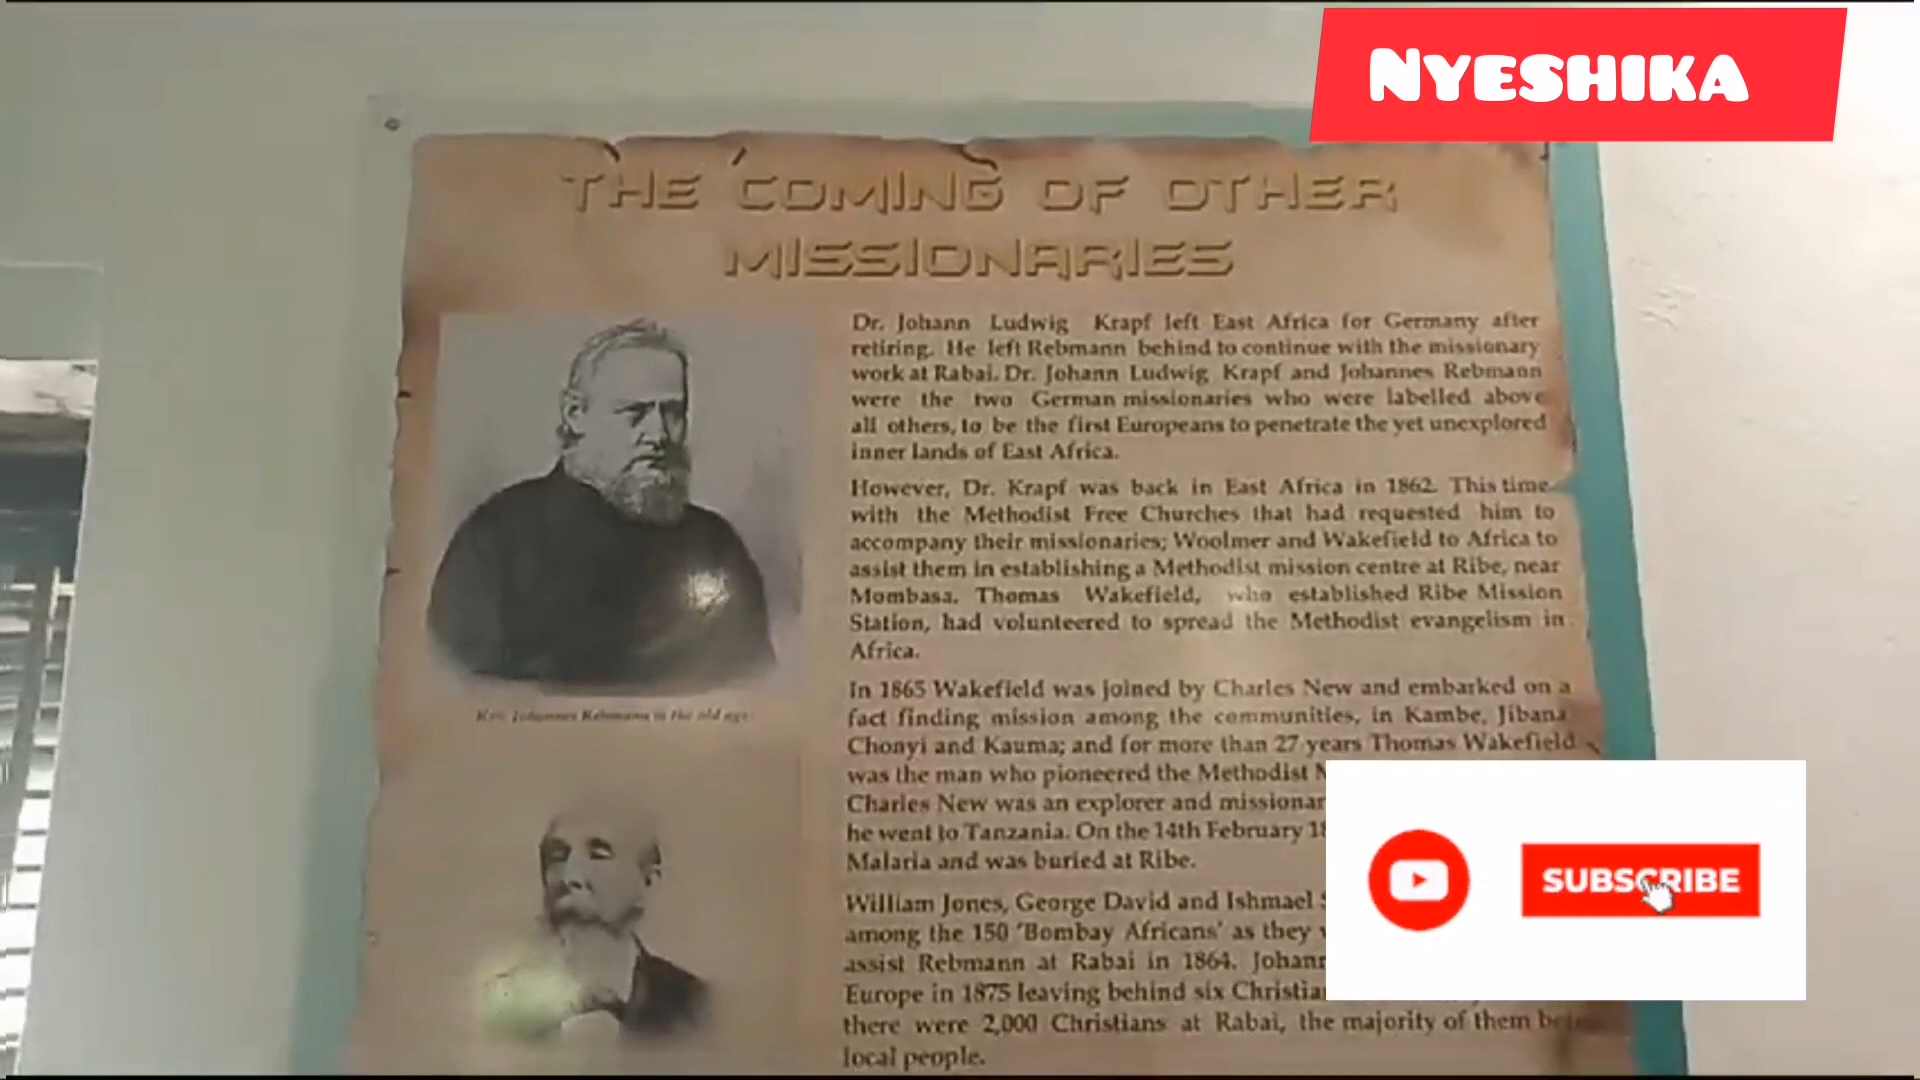 NYESHIKA
THE COMING OF OTHER
MISSIONARIES
Dr. Johann Ludwig Krapf left East Africa for Germany after
retiring. He left Rebmann behind to continue with the missionary
work at Rabai. Dr. Johann Ludwig Krapf and Johannes Rebmann
were the two German missionaries who were labelled above
all others, to be the first Europeans to penetrate the yet unexplored
inner lands of East Africa.
However, Dr. Krapf was back in East Africa in 1862. This time
with the Methodist Free Churches that had requested him to
accompany their missionaries; Woolmer and Wakefield to Africa to
assist them in establishing a Methodist mission centre at Ribe, near
Mombasa. Thomas Wakefield, who established Ribe Mission
Station, had volunteered to spread the Methodist evangelism in
Africa.
Rev. Johannes Rebmann in the old age
In 1865 Wakefield was joined by Charles New and embarked on a
fact finding mission among the communities, in Kambe, Jibana
Chonyi and Kauma; and for more than 27 years Thomas Wakefield
was the man who pioneered the Methodist
Charles New was an explorer and
he went to Tanzania. On the 14th February
Malaria and was buried at Ribe.
William Jones, George David and Ishmael
among the 150 'Bombay Africans' as they
assist Rebmann at Rabai in 1864.
Europe in 1875 leaving behind six
there were 2,000 Christians at Rabai, the majority of them
local people.
SUBSCRIBE